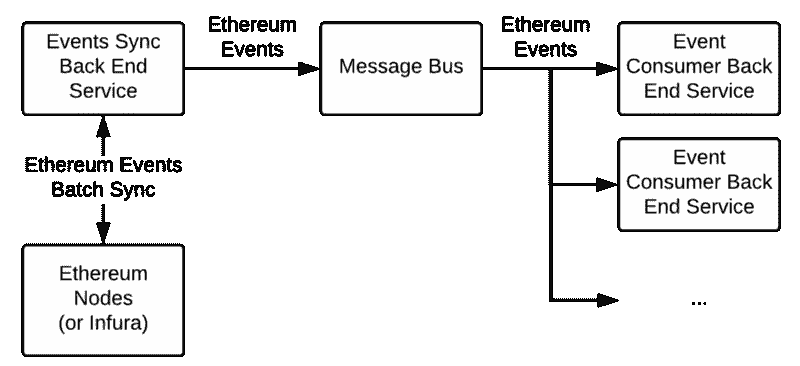 Events Sync
Back End
Service
Ethereum
Events
Message Bus
Ethereum
Events
Event
Consumer Back
End Service
Ethereum Events
Batch Sync
Event
Consumer Back
End Service
Ethereum
Nodes
(or Infura)
...